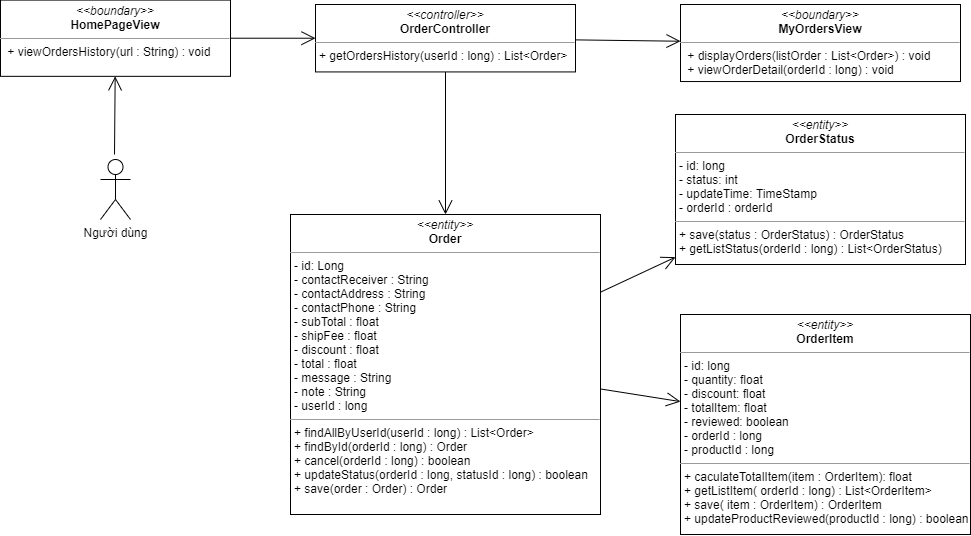 <<boundary>>
HomePageView
+ viewOrdersHistory(url : String) : void
<<controller>>
OrderController
+ getOrdersHistory(userId : long) : List<Order>
<<boundary>>
MyOrdersView
+ displayOrders(listOrder : List<Order>) : void
+ viewOrderDetail(orderId : long) : void
Người dùng
<<entity>>
OrderStatus
- id: long
- status: int
- updateTime: TimeStamp
- orderId : orderId
+ save(status : OrderStatus) : OrderStatus
+ getListStatus(orderId : long) : List<OrderStatus)
<<entity>>
Order
- id: Long
- contactReceiver : String
- contactAddress : String
- contactPhone : String
- subTotal : float
- shipFee : float
- discount : float
- total : float
- message : String
- note : String
- userId : long
+ findAllByUserId(userId : long) : List<Order>
+ findById(orderId : long) : Order
+ cancel(orderId : long) : boolean
+ updateStatus(orderId : long, statusId : long) : boolean
+ save(order : Order) : Order
<<entity>>
OrderItem
- id: long
- quantity: float
- discount: float
- totalItem: float
- reviewed: boolean
- orderId : long
- productId : long
+ caculateTotalItem(item : OrderItem): float
+ getListItem( orderId : long) : List<OrderItem>
+ save( item : OrderItem) : OrderItem
+ updateProductReviewed(productId : long) : boolean